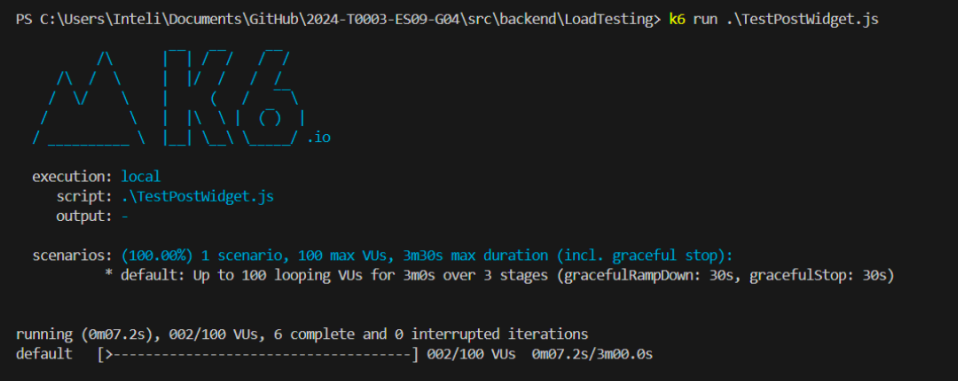 PS C:\Users\Inteli\Documents\GitHub\2024-T0003-ES09-G04\src\backend\LoadTesting> k6 run .\TestPostWidget.js
K6
.io
execution: local
script: .\TestPostWidget.js
output: -
scenarios: (100.00%) 1 scenario, 100 max VUs, 3m30s max duration (incl. graceful stop):
* default: Up to 100 looping VUs for 3m0s over 3 stages (gracefulRampDown: 30s, gracefulStop: 30s)
running (0m07.2s), 002/100 VUs, 6 complete and 0 interrupted iterations
default [>--------------------------------------] 002/100 VUs 0m07.2s/3m00.0s